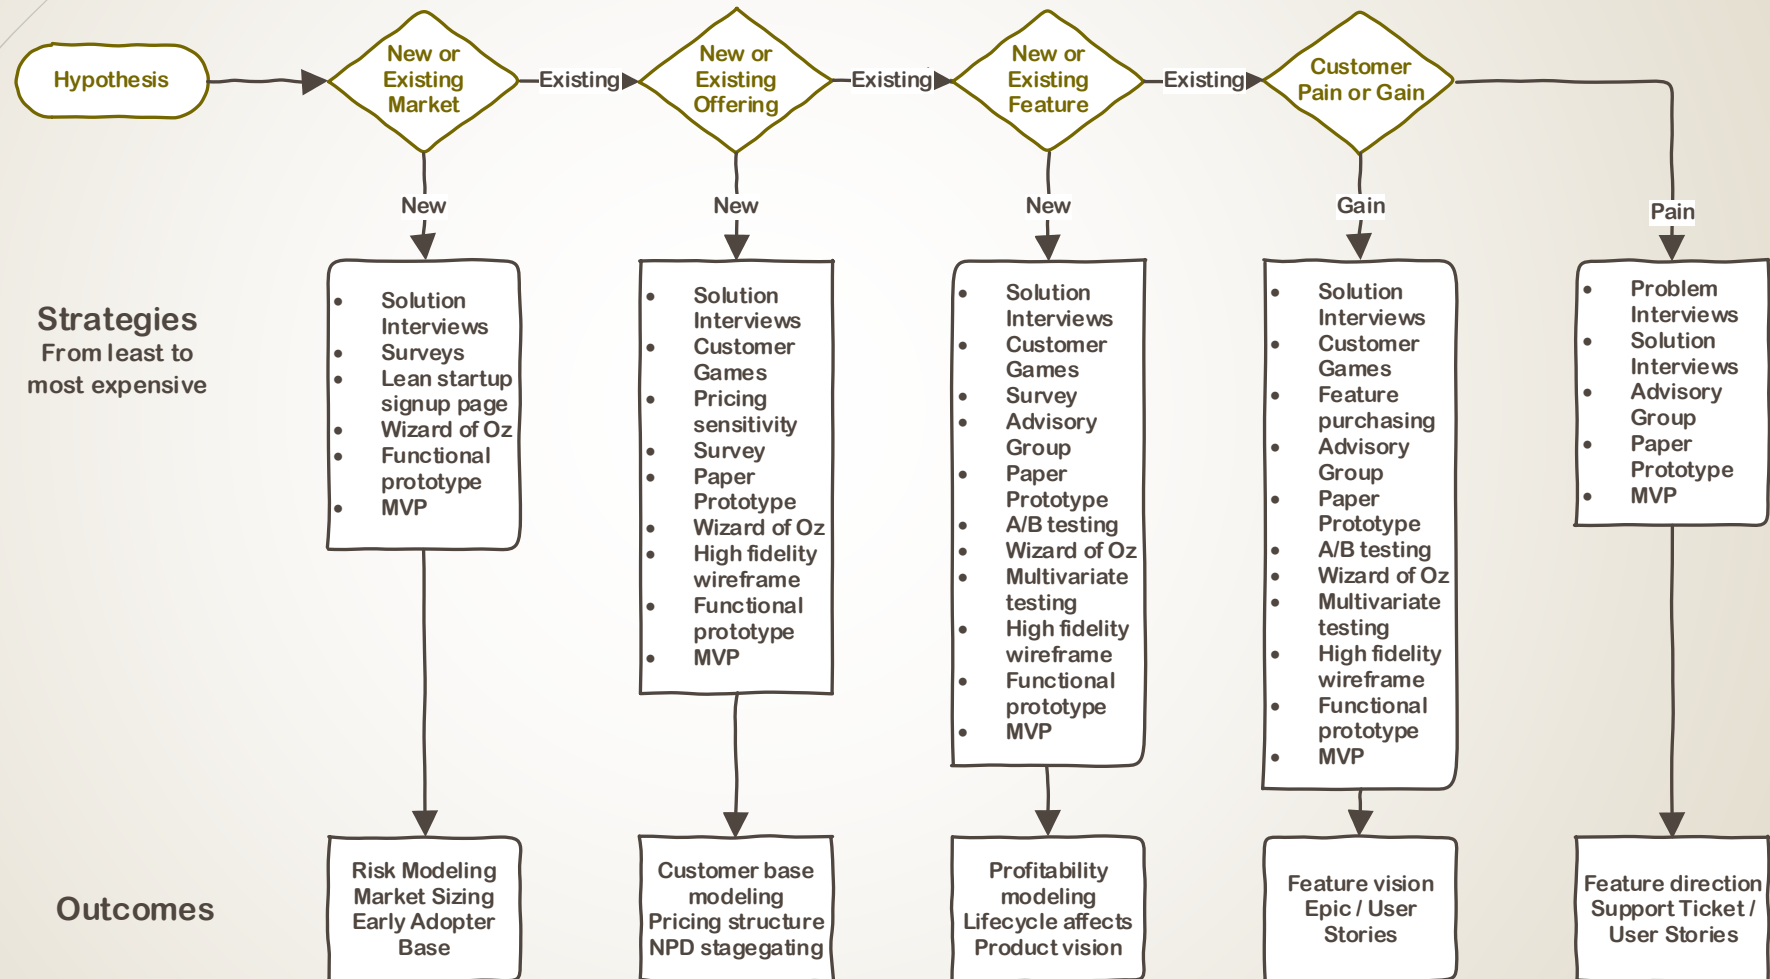 Hypothesis
New or
Existing
Market
Existing
New or
Existing
Offering
Existing
New or
Existing
Feature
Existing
Customer
Pain or Gain
New
New
New
Gain
Pain
Strategies
From least to
most expensive
• Solution
Interviews
• Surveys
• Lean startup
signup page
• Wizard of Oz
• Functional
prototype
• MVP
• Solution
Interviews
• Customer
Games
• Pricing
sensitivity
• Survey
• Paper
Prototype
• Wizard of Oz
• High fidelity
wireframe
• Functional
prototype
• MVP
• Solution
Interviews
• Customer
Games
• Survey
• Advisory
Group
• Paper
Prototype
• A/B testing
• Wizard of Oz
• Multivariate
testing
• High fidelity
wireframe
• Functional
prototype
• MVP
• Solution
Interviews
• Customer
Games
• Feature
purchasing
• Advisory
Group
• Paper
Prototype
• A/B testing
• Wizard of Oz
• Multivariate
testing
• High fidelity
wireframe
• Functional
prototype
• MVP
• Problem
Interviews
• Solution
Interviews
• Advisory
Group
• Paper
Prototype
• MVP
Outcomes
Risk Modeling
Market Sizing
Early Adopter
Base
Customer base
modeling
Pricing structure
NPD stagegating
Profitability
modeling
Lifecycle affects
Product vision
Feature vision
Epic / User
Stories
Feature direction
Support Ticket /
User Stories